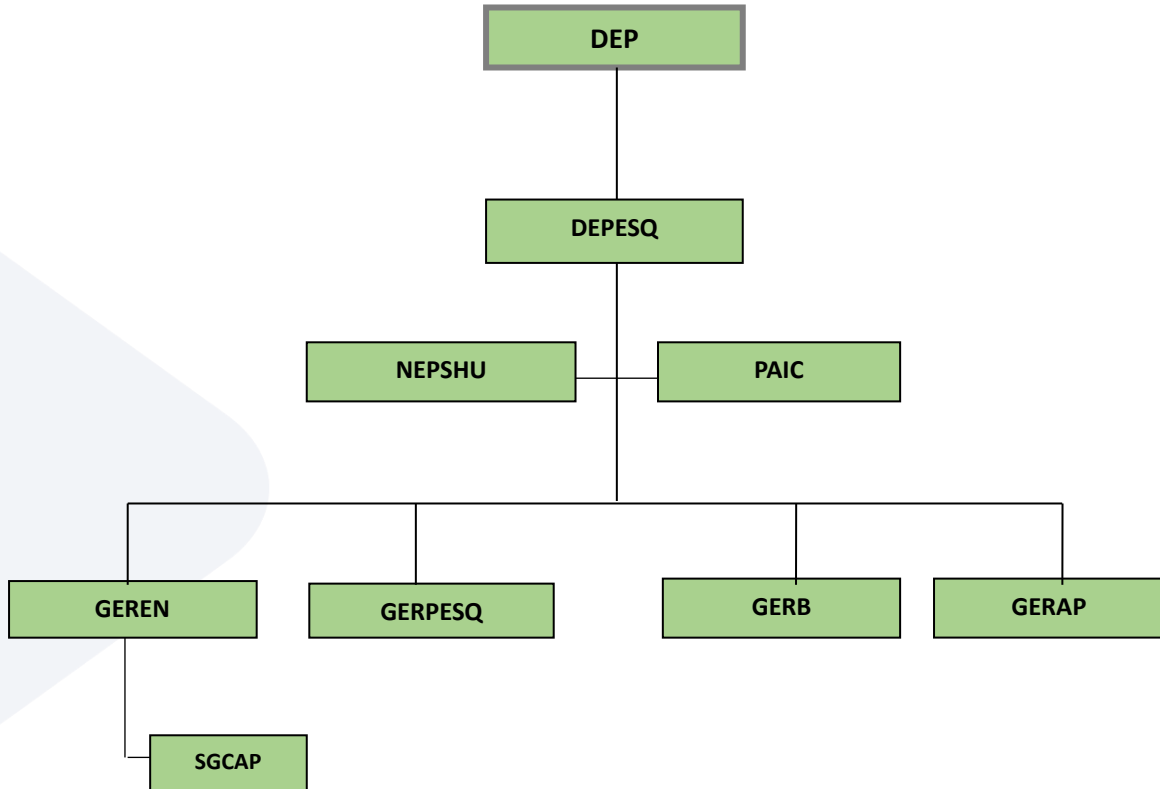 DEP
DEPESQ
NEPSHU
PAIC
GEREN
GERPESQ
GERB
GERAP
SGCAP